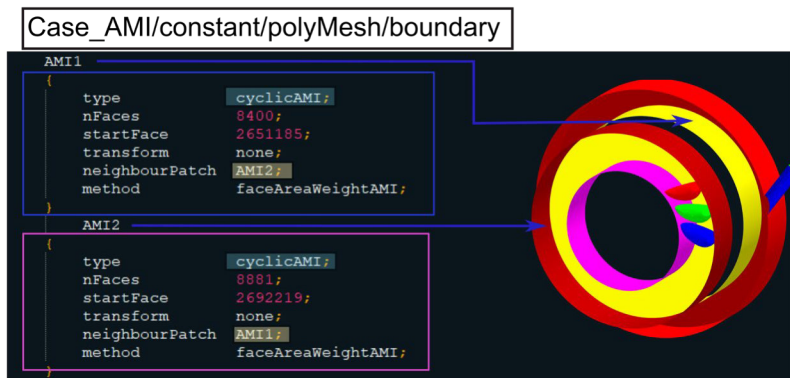 Case_AMI/constant/polyMesh/boundary
AMI1
{
type cyclicAMI;
nFaces 8400;
startFace 2651185;
transform none;
neighbourPatch AMI2;
method faceAreaWeightAMI;
}
AMI2
{
type cyclicAMI;
nFaces 8881;
startFace 2692219;
transform none;
neighbourPatch AMI1;
method faceAreaWeightAMI;
}